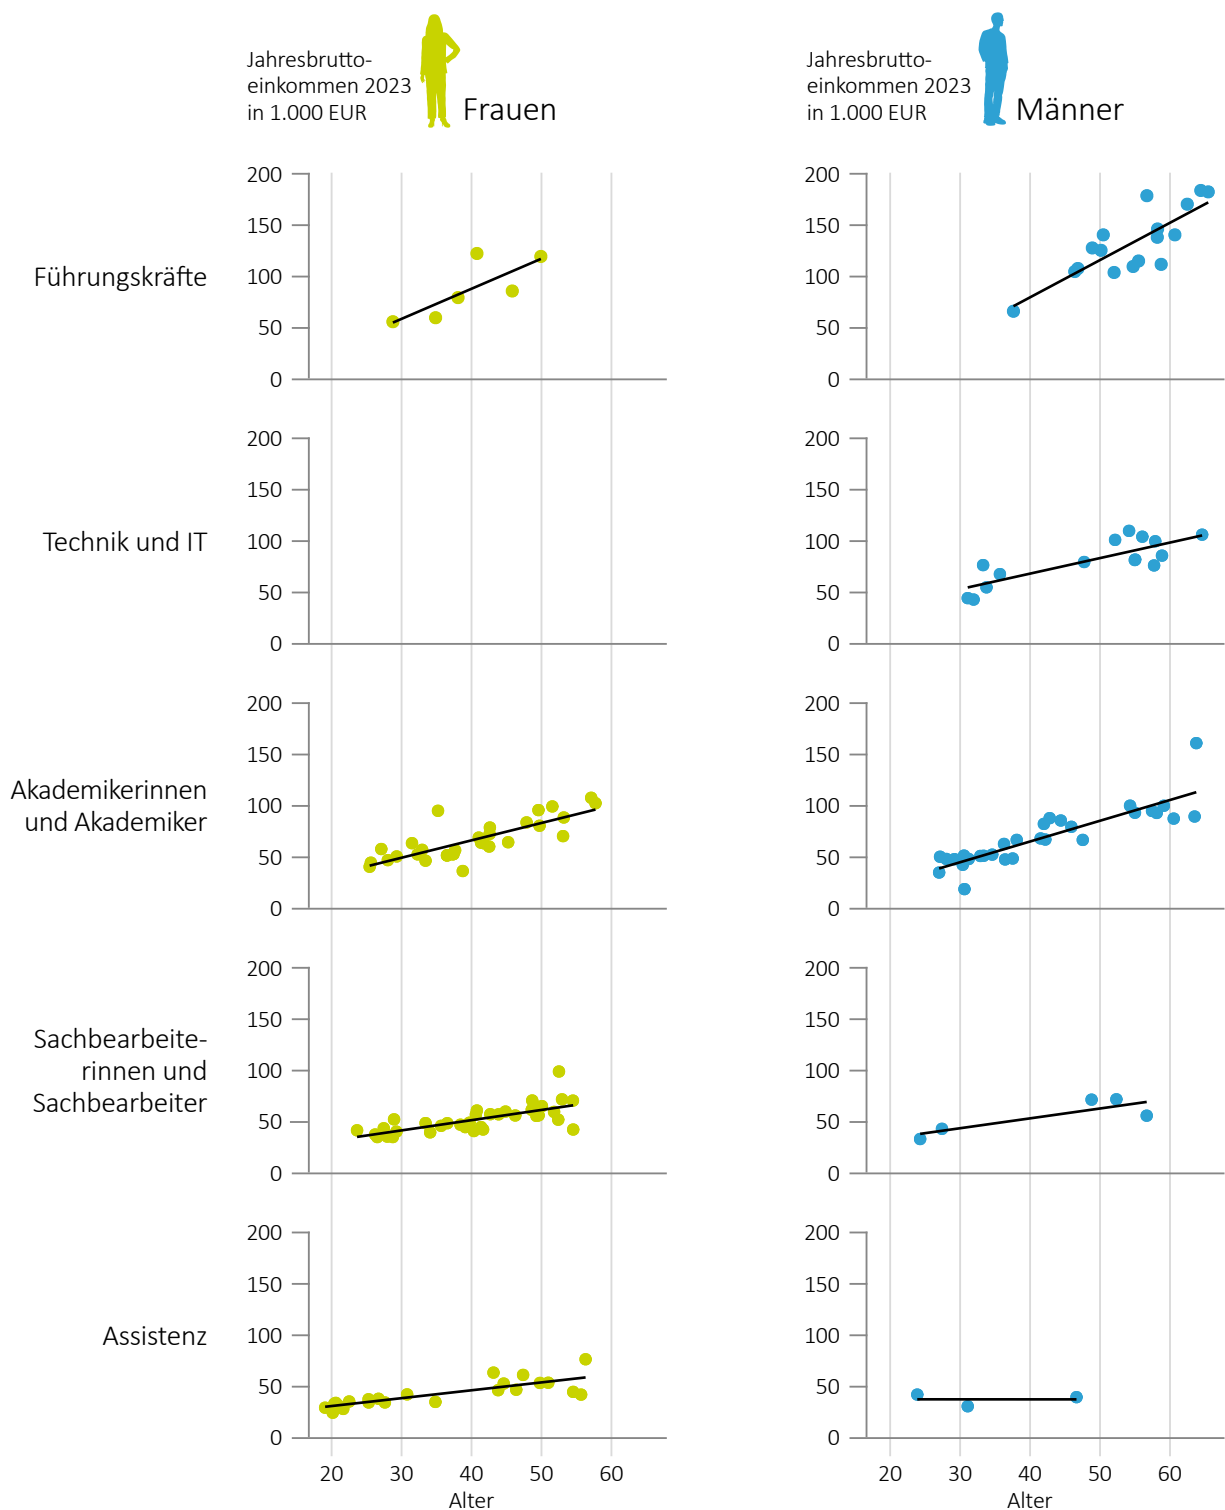 Jahresbrutto-
einkommen 2023
in 1.000 EUR
Frauen
Jahresbrutto-
einkommen 2023
in 1.000 EUR
Männer
Führungskräfte
200
150
100
50
0
200
150
100
50
0
Technik und IT
200
150
100
50
0
200
150
100
50
0
Akademikerinnen
und Akademiker
200
150
100
50
0
200
150
100
50
0
Sachbearbeite-
rinnen und
Sachbearbeiter
200
150
100
50
0
200
150
100
50
0
Assistenz
200
150
100
50
0
200
150
100
50
0
20 30 40 50 60
Alter
20 30 40 50 60
Alter